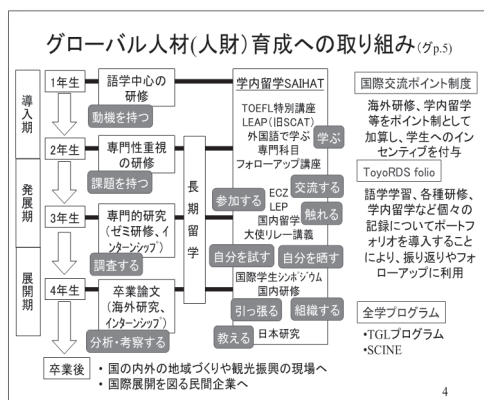 グローバル人材(人財)育成への取り組み(グp.5)
導入期
発展期
展開期
1年生
2年生
3年生
4年生
卒業後
語学中心の
研修
動機を持つ
専門性重視
の研修
課題を持つ
専門的研究
(ゼミ研修、イ
ンターンシップ)
調査する
卒業論文
(海外研究、
インターンシップ)
分析・考察する
長期留学
学内留学SAIHAT
TOEFL特別講座
LEAP(旧SCAT)
外国語で学ぶ
専門科目
フォローアップ講座
学ぶ
参加する
ECZ
交流する
LEP
国内留学
触れる
大使リレー講義
自分を試す
自分を晒す
国際学生シンポジウム
国内研修
引っ張る
組織する
教える
日本研究
・国の内外の地域づくりや観光振興の現場へ
・国際展開を図る民間企業へ
国際交流ポイント制度
海外研修、学内留学
等をポイント制として
加算し、学生へのイン
センティブを付与
ToyoRDS folio
語学学習、各種研修、
学内留学など個々の
記録についてポートフ
ォリオを導入すること
により、振り返りやフォ
ローアップに利用
全学プログラム
・TGLプログラム
・SCINE
4